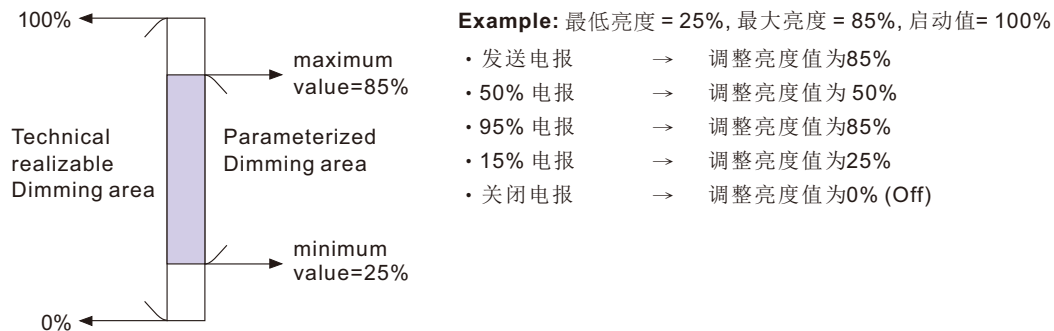 100%
maximum
value=85%
Technical
realizable
Dimming area
Parameterized
Dimming area
minimum
value=25%
0%
Example: 最低亮度 = 25%, 最大亮度 = 85%, 启动值= 100%
• 发送电报 → 调整亮度值为85%
• 50% 电报 → 调整亮度值为 50%
• 95% 电报 → 调整亮度值为85%
• 15% 电报 → 调整亮度值为25%
• 关闭电报 → 调整亮度值为0% (Off)